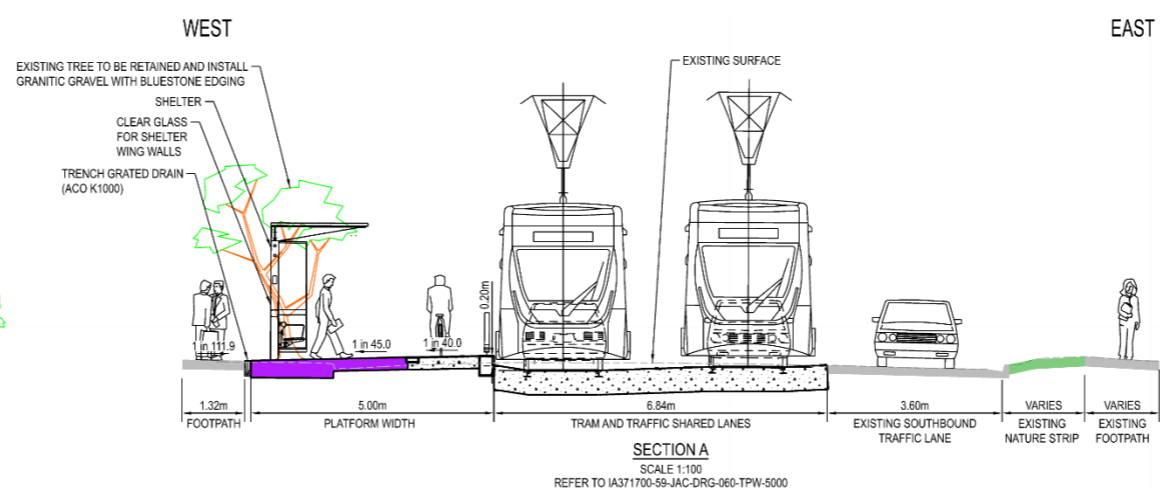 WEST
EAST
EXISTING TREE TO BE RETAINED AND INSTALL
GRANITIC GRAVEL WITH BLUESTONE EDGING
SHELTER
CLEAR GLASS
FOR SHELTER
WING WALLS
TRENCH GRATED DRAIN
(ACO K1000)
EXISTING SURFACE
0.20m
1 in 111.9
1 in 45.0
1 in 40.0
1.32m
FOOTPATH
5.00m
PLATFORM WIDTH
6.84m
TRAM AND TRAFFIC SHARED LANES
3.60m
EXISTING SOUTHBOUND
TRAFFIC LANE
VARIES
EXISTING
NATURE STRIP
VARIES
EXISTING
FOOTPATH
SECTION A
SCALE 1:100
REFER TO IA371700-59-JAC-DRG-060-TPW-5000